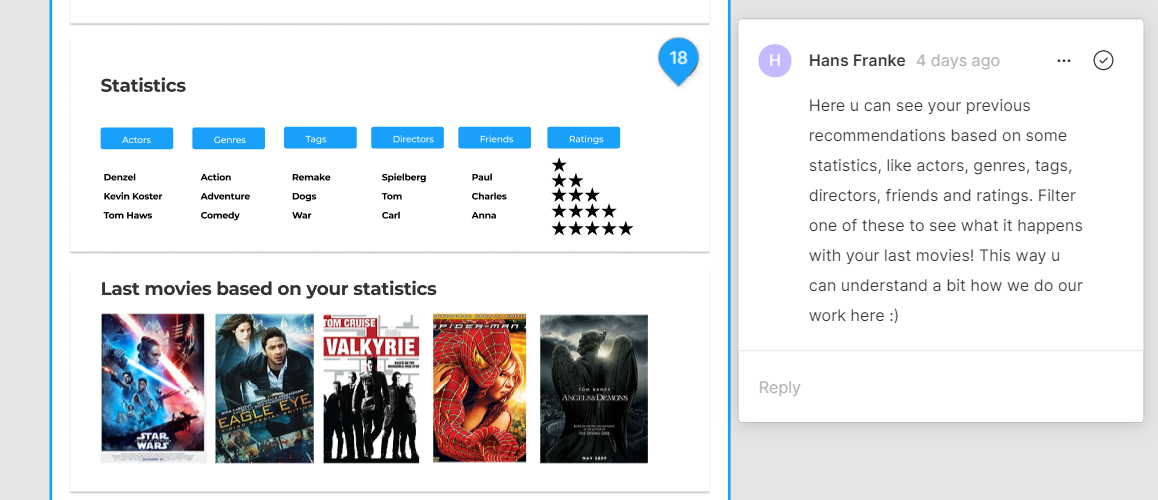 18
Statistics
Actors Genres Tags Directors Friends Ratings
Denzel Action Remake Spielberg Paul
Kevin Koster Adventure Dogs Tom Charles
Tom Haws Comedy War Carl Anna
Last movies based on your statistics
STAR WARS
EAGLE EYE
TOM CRUISE
VALKYRIE
SPIDER-MAN
TOM HANKS
ANGELS & DEMONS
MAY 2009
H
Hans Franke 4 days ago
Here u can see your previous
recommendations based on some
statistics, like actors, genres, tags,
directors, friends and ratings. Filter
one of these to see what it happens
with your last movies! This way u
can understand a bit how we do our
work here :)
Reply